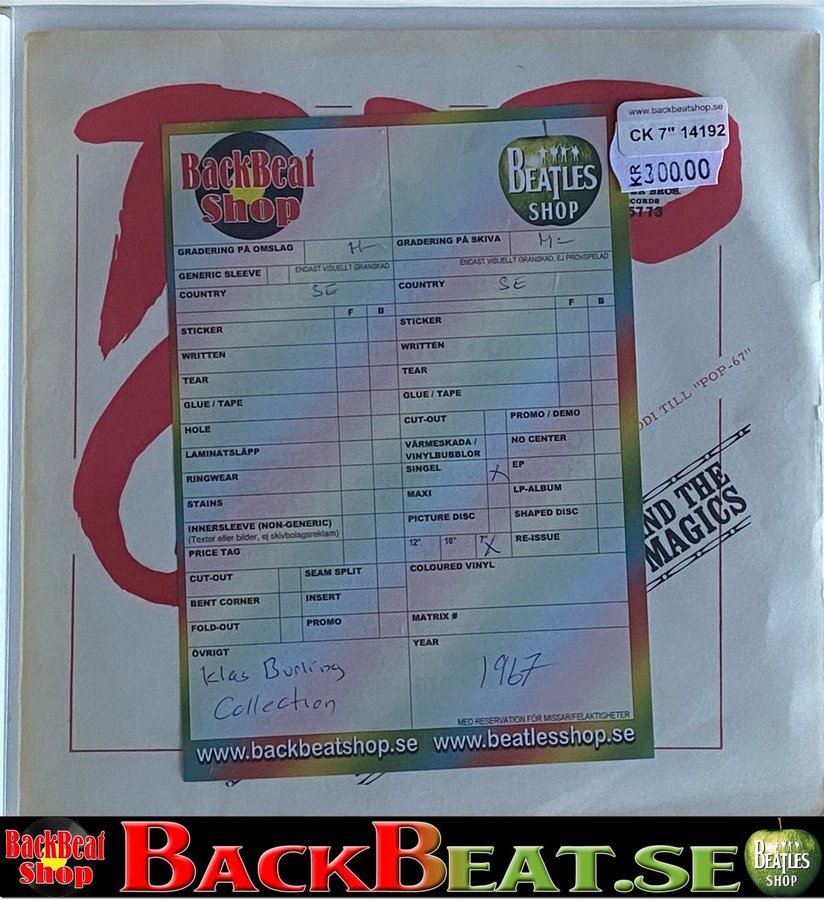 www.backbeatshop.se
CK 7" 14192
KR 300.00
ER BROS.
CORDS
5773
BackBeat
Shop
BEATLES
SHOP
GRADERING PÅ OMSLAG M-
GRADERING PÅ SKIVA M-
GENERIC SLEEVE
ENDAST VISUELLT GRANSKAD
ENDAST VISUELLT GRANSKAD, EJ PROVSPELAD
COUNTRY SE
COUNTRY SE
F B
F B
STICKER
STICKER
WRITTEN
WRITTEN
TEAR
TEAR
GLUE / TAPE
GLUE / TAPE
HOLE
CUT-OUT
PROMO / DEMO
LAMINATSLÄPP
VÄRMESKADA /
VINYLBUBBLOR
NO CENTER
RINGWEAR
SINGEL X
EP
STAINS
MAXI
LP-ALBUM
INNERSLEEVE (NON-GENERIC)
(Texter eller bilder, ej skivbolagsreklam)
PICTURE DISC
SHAPED DISC
PRICE TAG
12" 10" 7" X
RE-ISSUE
CUT-OUT
SEAM SPLIT
COLOURED VINYL
BENT CORNER
INSERT
FOLD-OUT
PROMO
MATRIX #
ÖVRIGT
Klas Burling
Collection
YEAR
1967
MED RESERVATION FÖR MISSAR/FELAKTIGHETER
www.backbeatshop.se www.beatlesshop.se
ODI TILL "POP-67"
ND THE
MAGICS
BackBeat
Shop
BACKBEAT.SE
BEATLES
SHOP